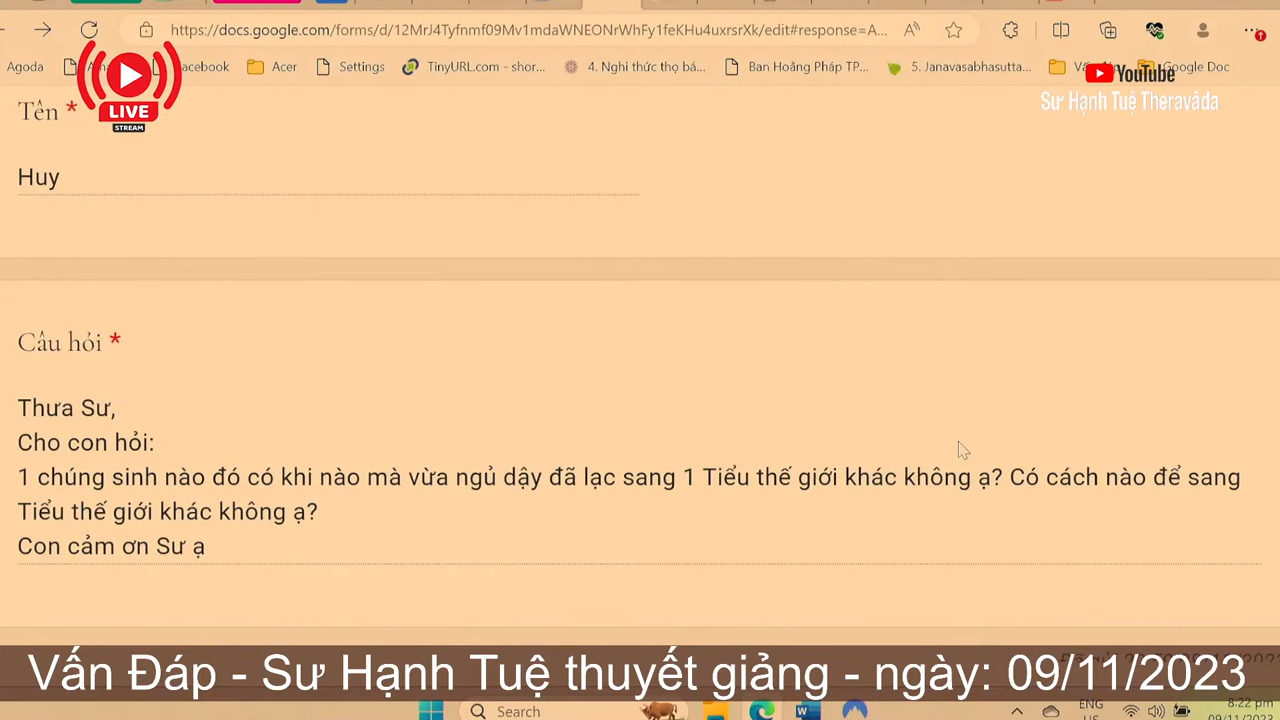 https://docs.google.com/forms/d/12MrJ4Tyfnmf09Mv1mdaWNEONrWhFy1feKHu4uxrsrXk/edit#response=A...
Agoda
acebook
Acer
Settings
TinyURL.com - shor...
4. Nghi thức thọ bá...
Ban Hoằng Pháp TP...
5. Janavasabhasutta...
Google Doc
LIVE
STREAM
YouTube
Sư Hạnh Tuệ Theravāda
Tên *
Huy
Câu hỏi *
Thưa Sư,
Cho con hỏi:
1 chúng sinh nào đó có khi nào mà vừa ngủ dậy đã lạc sang 1 Tiểu thế giới khác không ạ? Có cách nào để sang
Tiểu thế giới khác không ạ?
Con cảm ơn Sư ạ
Vấn Đáp - Sư Hạnh Tuệ thuyết giảng - ngày: 09/11/2023
Search
ENG
8:22 pm